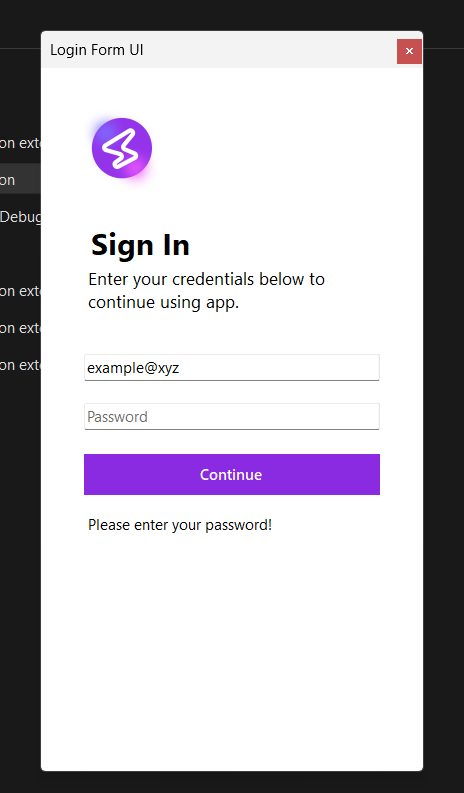 Login Form UI
on exte
on
Debug
on exte
on exte
on exte
Sign In
Enter your credentials below to
continue using app.
example@xyz
Password
Continue
Please enter your password!